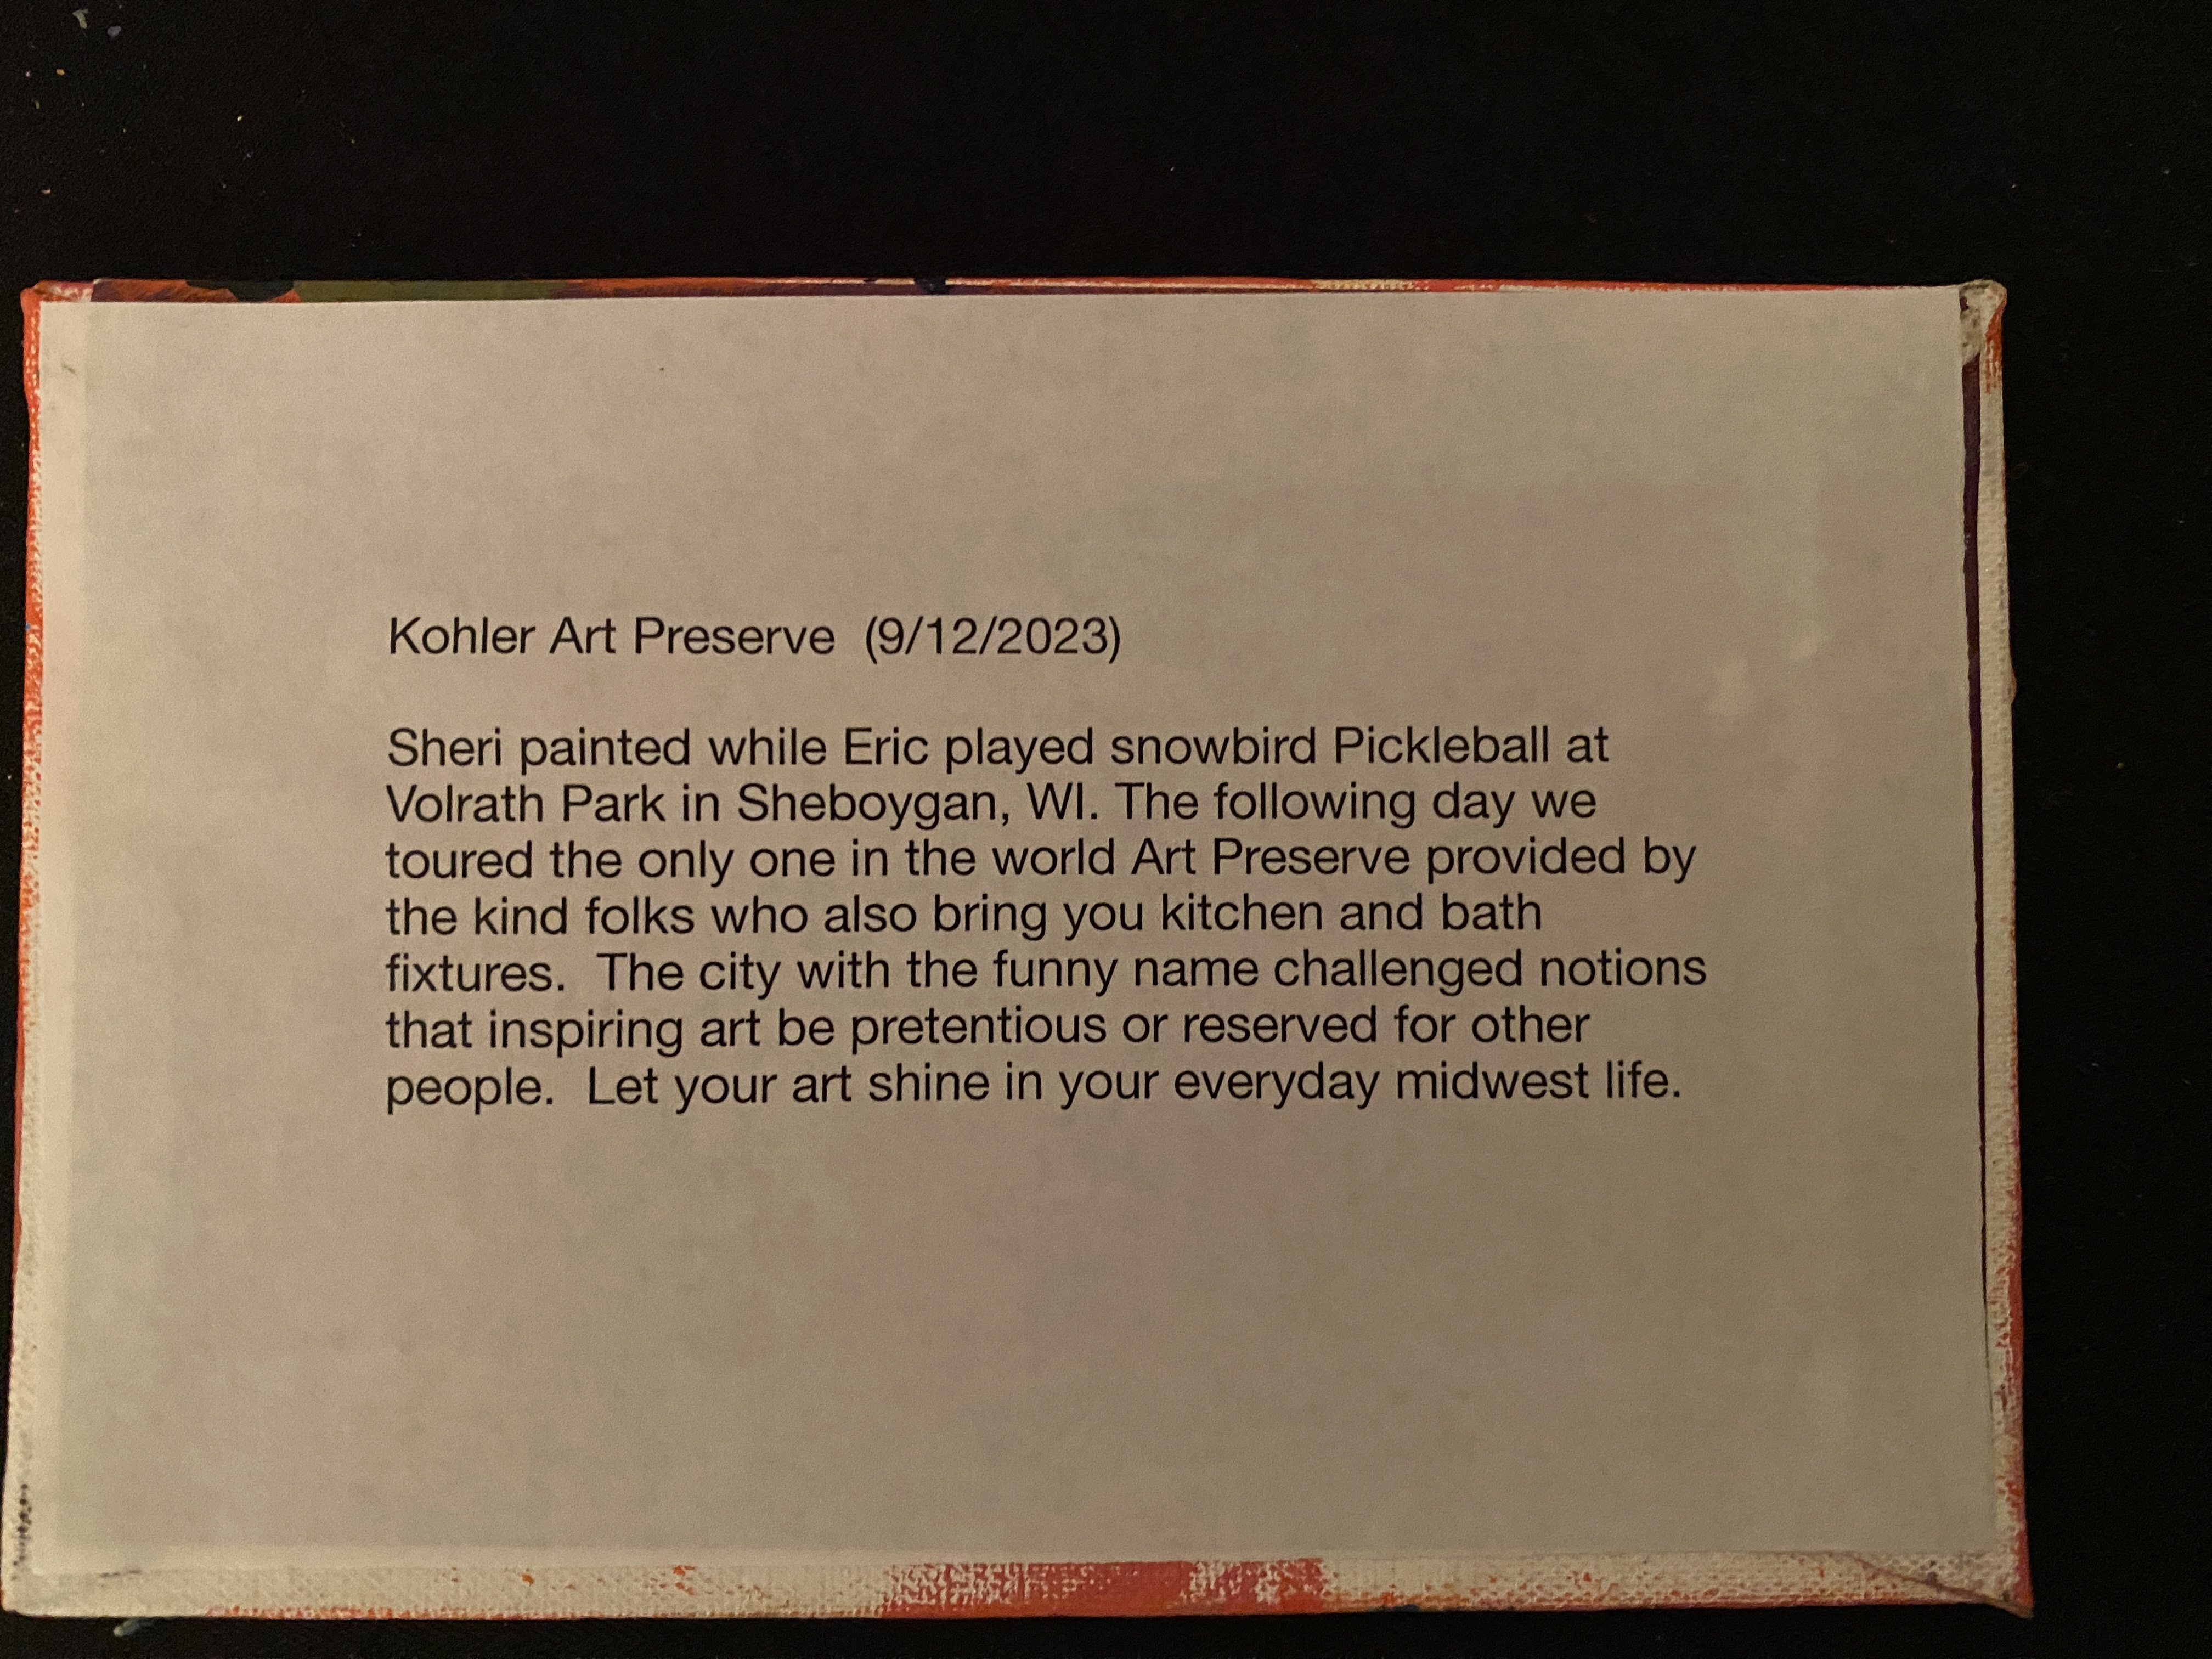 Kohler Art Preserve  (9/12/2023)
Sheri painted while Eric played snowbird Pickleball at
Volrath Park in Sheboygan, WI. The following day we
toured the only one in the world Art Preserve provided by
the kind folks who also bring you kitchen and bath
fixtures.  The city with the funny name challenged notions
that inspiring art be pretentious or reserved for other
people.  Let your art shine in your everyday midwest life.